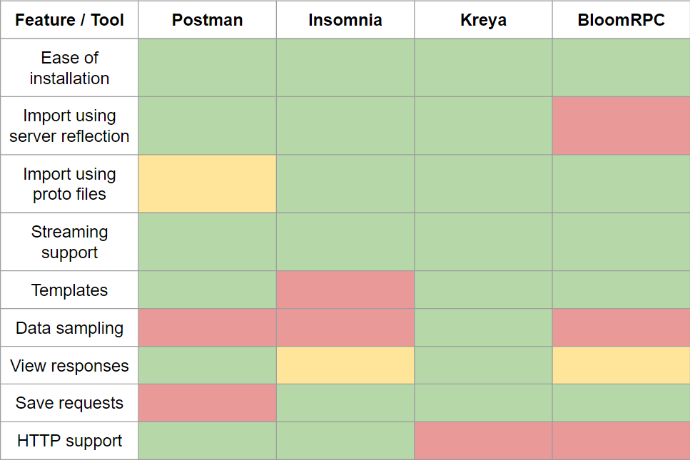 Feature / Tool Postman Insomnia Kreya BloomRPC
Ease of
installation
Import using
server reflection
Import using
proto files
Streaming
support
Templates
Data sampling
View responses
Save requests
HTTP support